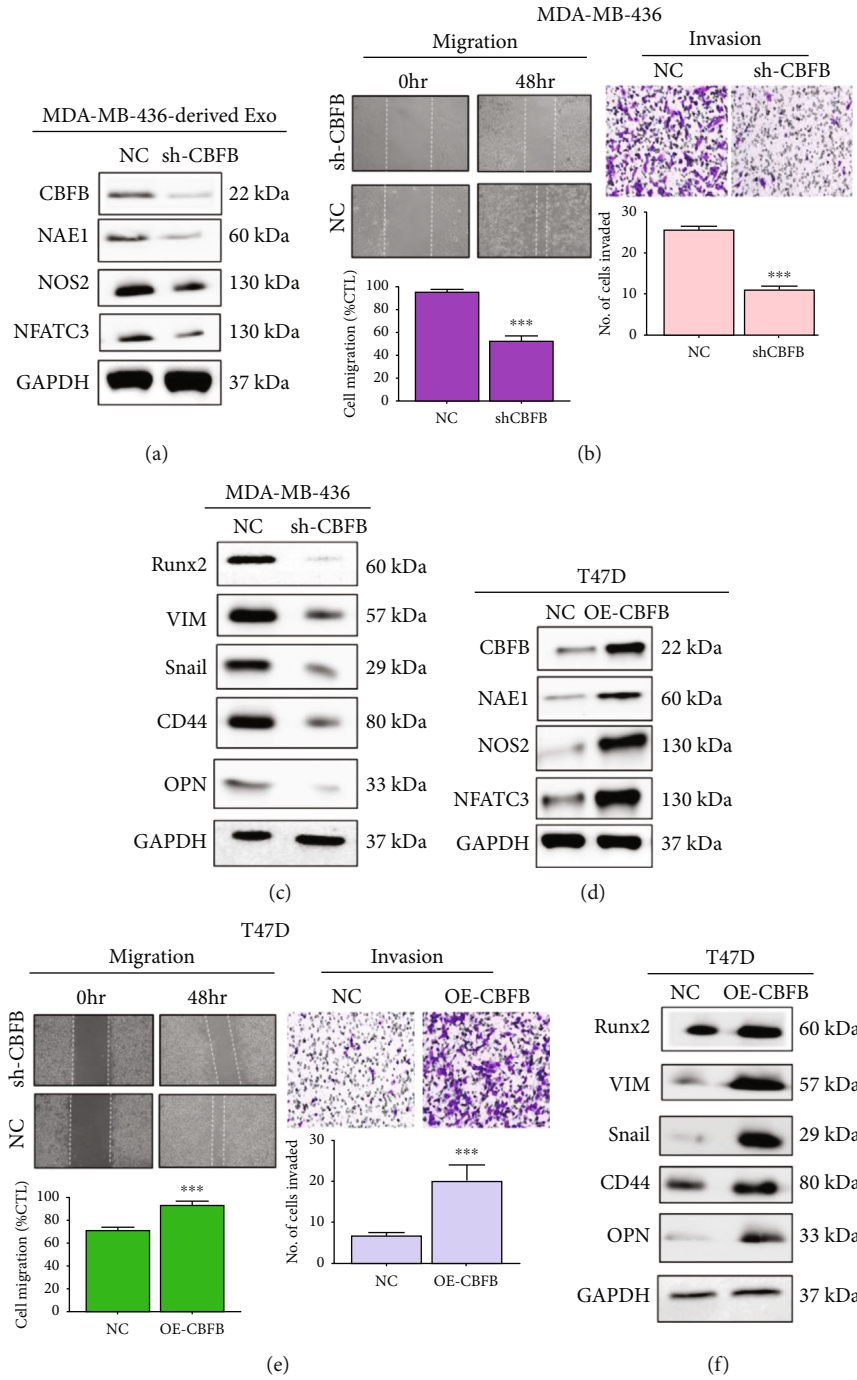 MDA-MB-436-derived Exo
NC sh-CBFB
CBFB 22 kDa
NAE1 60 kDa
NOS2 130 kDa
NFATC3 130 kDa
GAPDH 37 kDa
(a)
MDA-MB-436
Migration
0hr 48hr
sh-CBFB
NC
Cell migration (%CTL)
100
80
60
40
20
0
***
NC shCBFB
Invasion
NC sh-CBFB
No. of cells invaded
30
20
10
0
***
NC shCBFB
(b)
MDA-MB-436
NC sh-CBFB
Runx2 60 kDa
VIM 57 kDa
Snail 29 kDa
CD44 80 kDa
OPN 33 kDa
GAPDH 37 kDa
(c)
T47D
NC OE-CBFB
CBFB 22 kDa
NAE1 60 kDa
NOS2 130 kDa
NFATC3 130 kDa
GAPDH 37 kDa
(d)
T47D
Migration
0hr 48hr
sh-CBFB
NC
Cell migration (%CTL)
100
80
60
40
20
0
***
NC OE-CBFB
Invasion
NC OE-CBFB
No. of cells invaded
30
20
10
0
***
NC OE-CBFB
(e)
T47D
NC OE-CBFB
Runx2 60 kDa
VIM 57 kDa
Snail 29 kDa
CD44 80 kDa
OPN 33 kDa
GAPDH 37 kDa
(f)